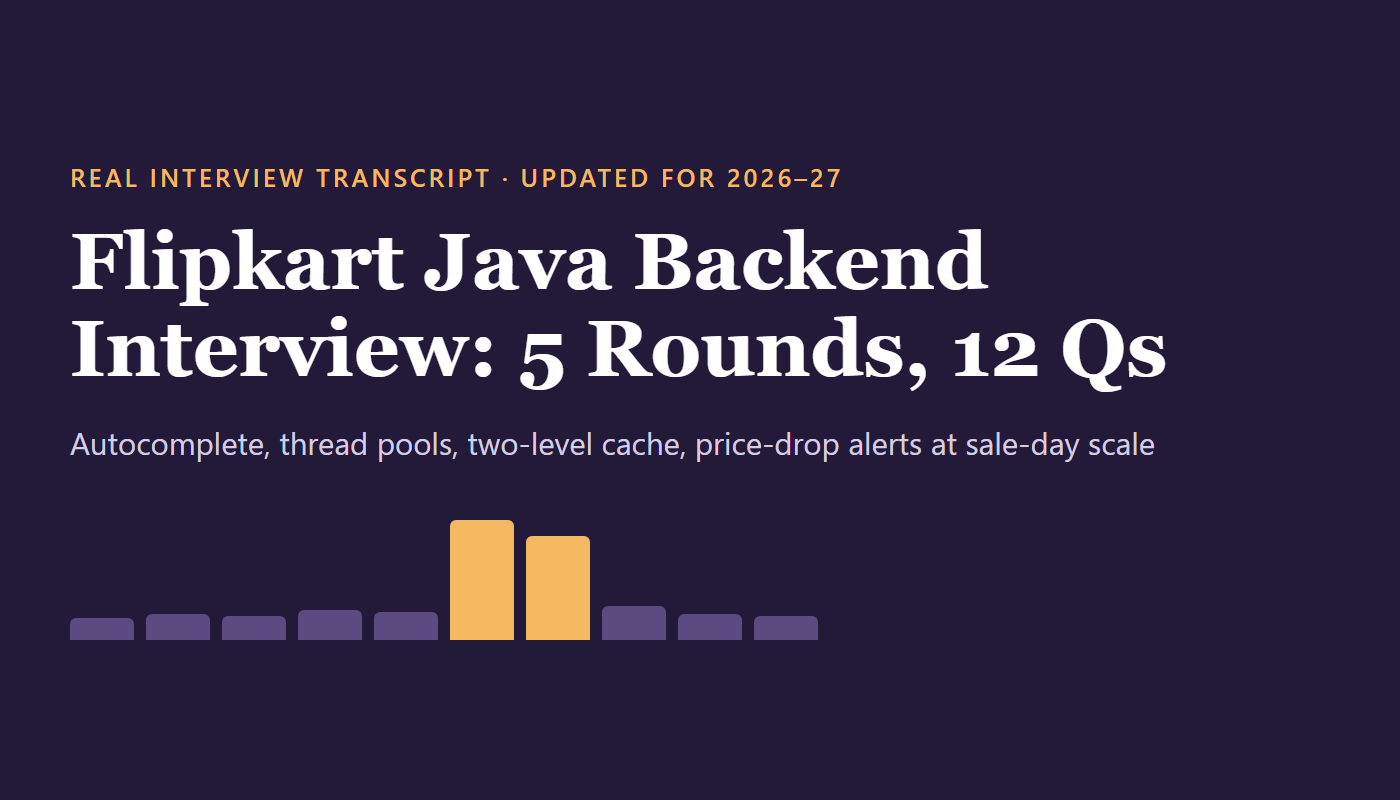 REAL INTERVIEW TRANSCRIPT · UPDATED FOR 2026–27
Flipkart Java Backend
Interview: 5 Rounds, 12 Qs
Autocomplete, thread pools, two-level cache, price-drop alerts at sale-day scale